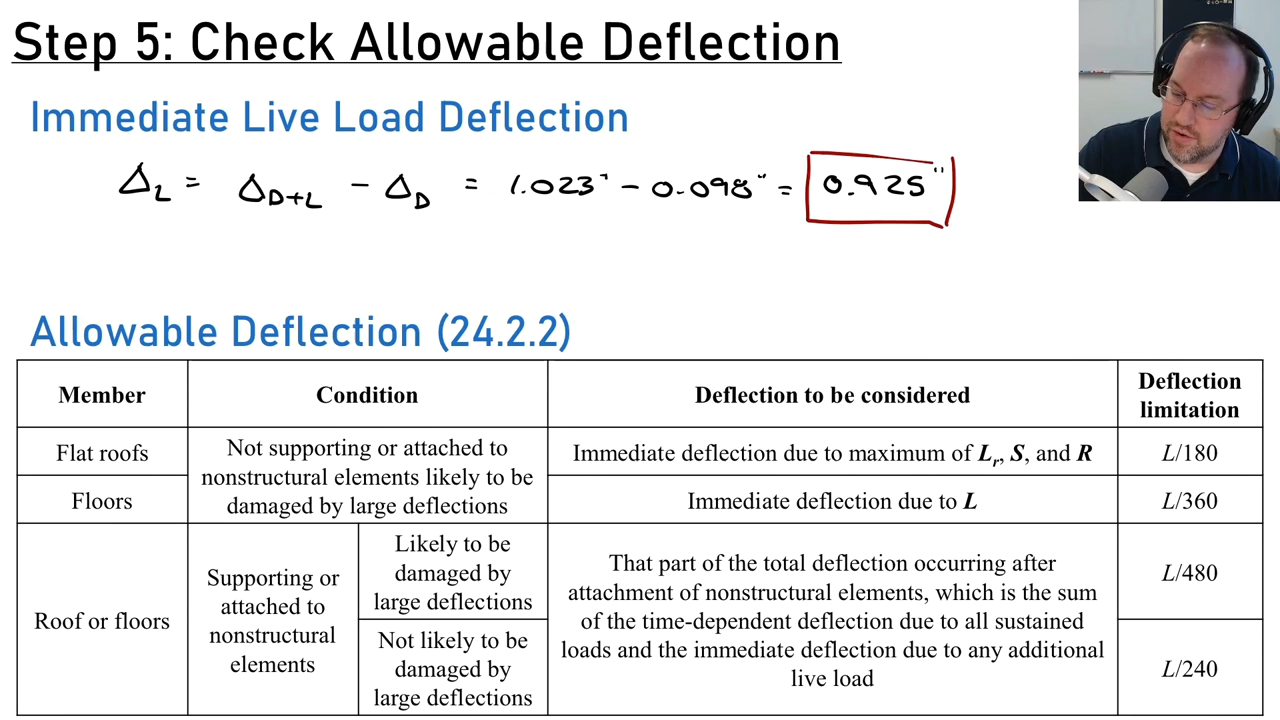 Step 5: Check Allowable Deflection
Immediate Live Load Deflection
Δ_L = Δ_D+L - Δ_D = 1.023" - 0.098" = 0.925"
Allowable Deflection (24.2.2)
Member
Condition
Deflection to be considered
Deflection
limitation
Flat roofs
Not supporting or attached to
nonstructural elements likely to be
damaged by large deflections
Immediate deflection due to maximum of L_r, S, and R
L/180
Floors
Immediate deflection due to L
L/360
Roof or floors
Supporting or
attached to
nonstructural
elements
Likely to be
damaged by
large deflections
That part of the total deflection occurring after
attachment of nonstructural elements, which is the sum
of the time-dependent deflection due to all sustained
loads and the immediate deflection due to any additional
live load
L/480
Not likely to be
damaged by
large deflections
L/240